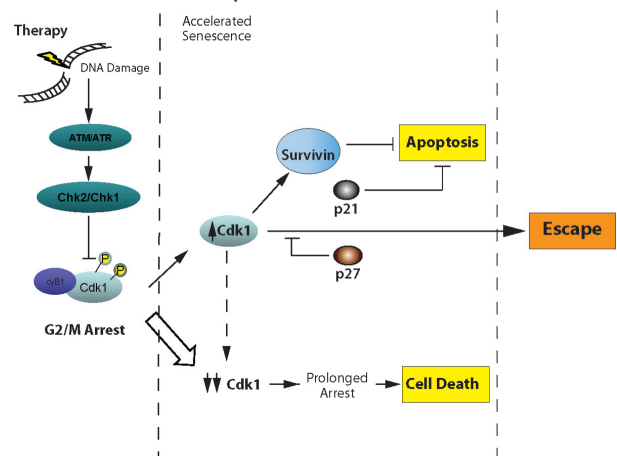 Therapy
DNA Damage
ATM/ATR
Chk2/Chk1
P
P
cyB1
Cdk1
G2/M Arrest
Accelerated
Senescence
Survivin
Apoptosis
p21
Cdk1
Escape
p27
Cdk1
Prolonged
Arrest
Cell Death